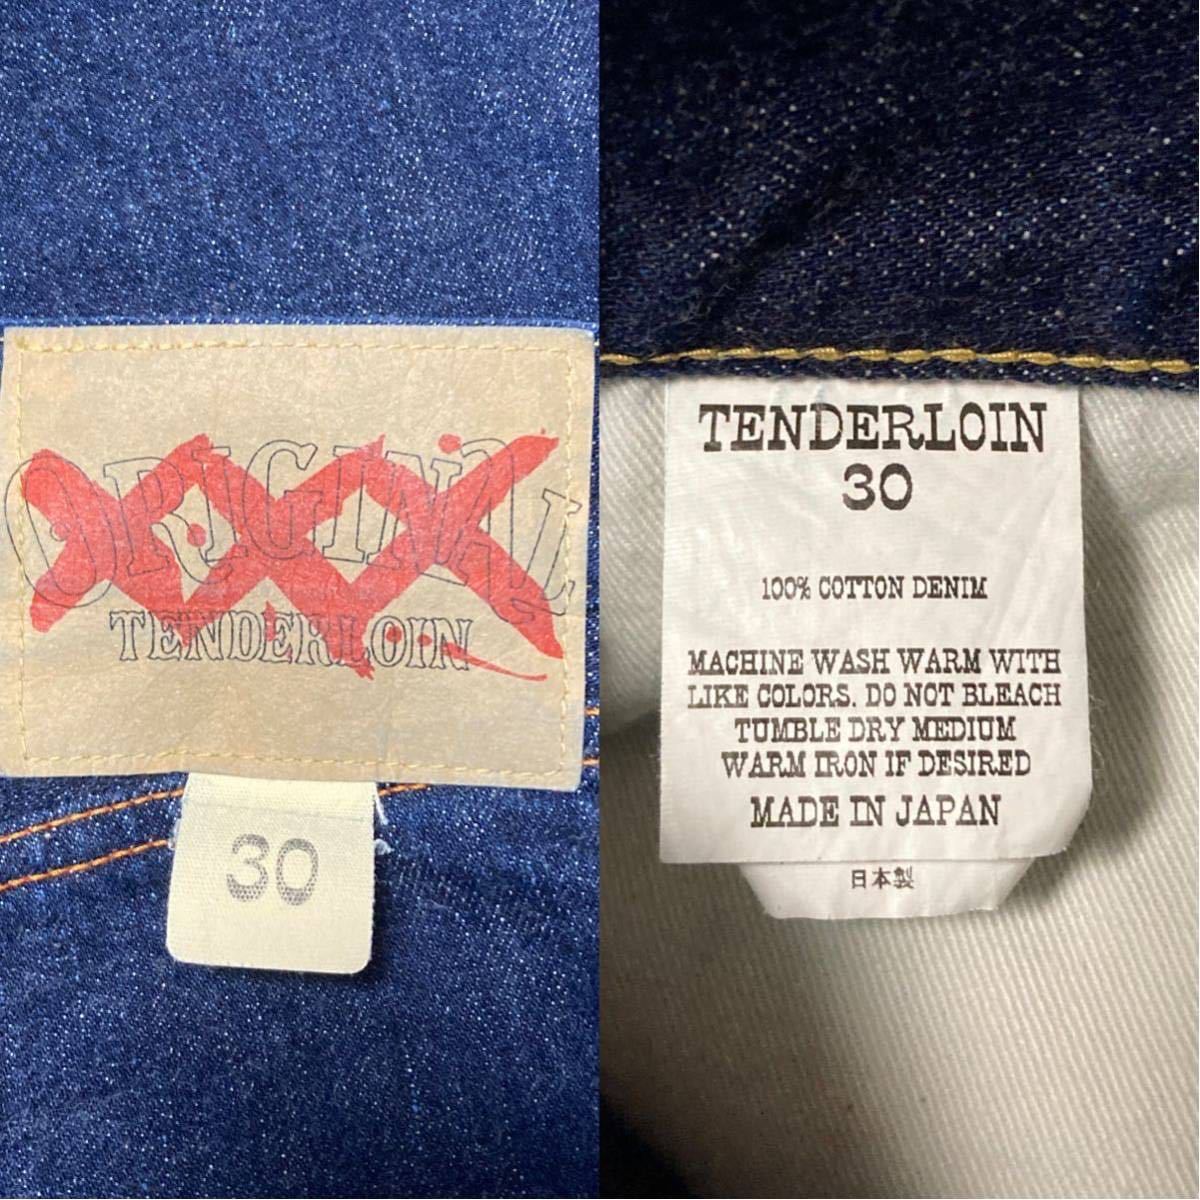 ORIGINAL
XXX
TENDERLOIN
30
TENDERLOIN
30
100% COTTON DENIM
MACHINE WASH WARM WITH
LIKE COLORS. DO NOT BLEACH
TUMBLE DRY MEDIUM
WARM IRON IF DESIRED
MADE IN JAPAN
日本製